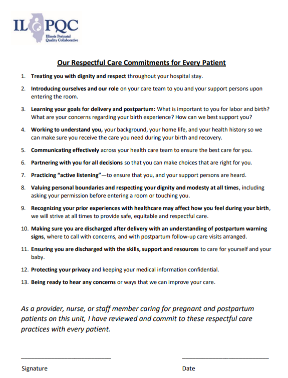 ILPQC
Illinois Perinatal
Quality Collaborative
Our Respectful Care Commitments for Every Patient
1. Treating you with dignity and respect throughout your hospital stay.
2. Introducing ourselves and our role on your care team to you and your support persons upon
entering the room.
3. Learning your goals for delivery and postpartum: What is important to you for labor and birth?
What are your concerns regarding your birth experience? How can we best support you?
4. Working to understand you, your background, your home life, and your health history so we
can make sure you receive the care you need during your birth and recovery.
5. Communicating effectively across your health care team to ensure the best care for you.
6. Partnering with you for all decisions so that you can make choices that are right for you.
7. Practicing "active listening"—to ensure that you, and your support persons are heard.
8. Valuing personal boundaries and respecting your dignity and modesty at all times, including
asking your permission before entering a room or touching you.
9. Recognizing your prior experiences with healthcare may affect how you feel during your birth,
we will strive at all times to provide safe, equitable and respectful care.
10. Making sure you are discharged after delivery with an understanding of postpartum warning
signs, where to call with concerns, and with postpartum follow-up care visits arranged.
11. Ensuring you are discharged with the skills, support and resources to care for yourself and your
baby.
12. Protecting your privacy and keeping your medical information confidential.
13. Being ready to hear any concerns or ways that we can improve your care.
As a provider, nurse, or staff member caring for pregnant and postpartum
patients on this unit, I have reviewed and commit to these respectful care
practices with every patient.
Signature Date